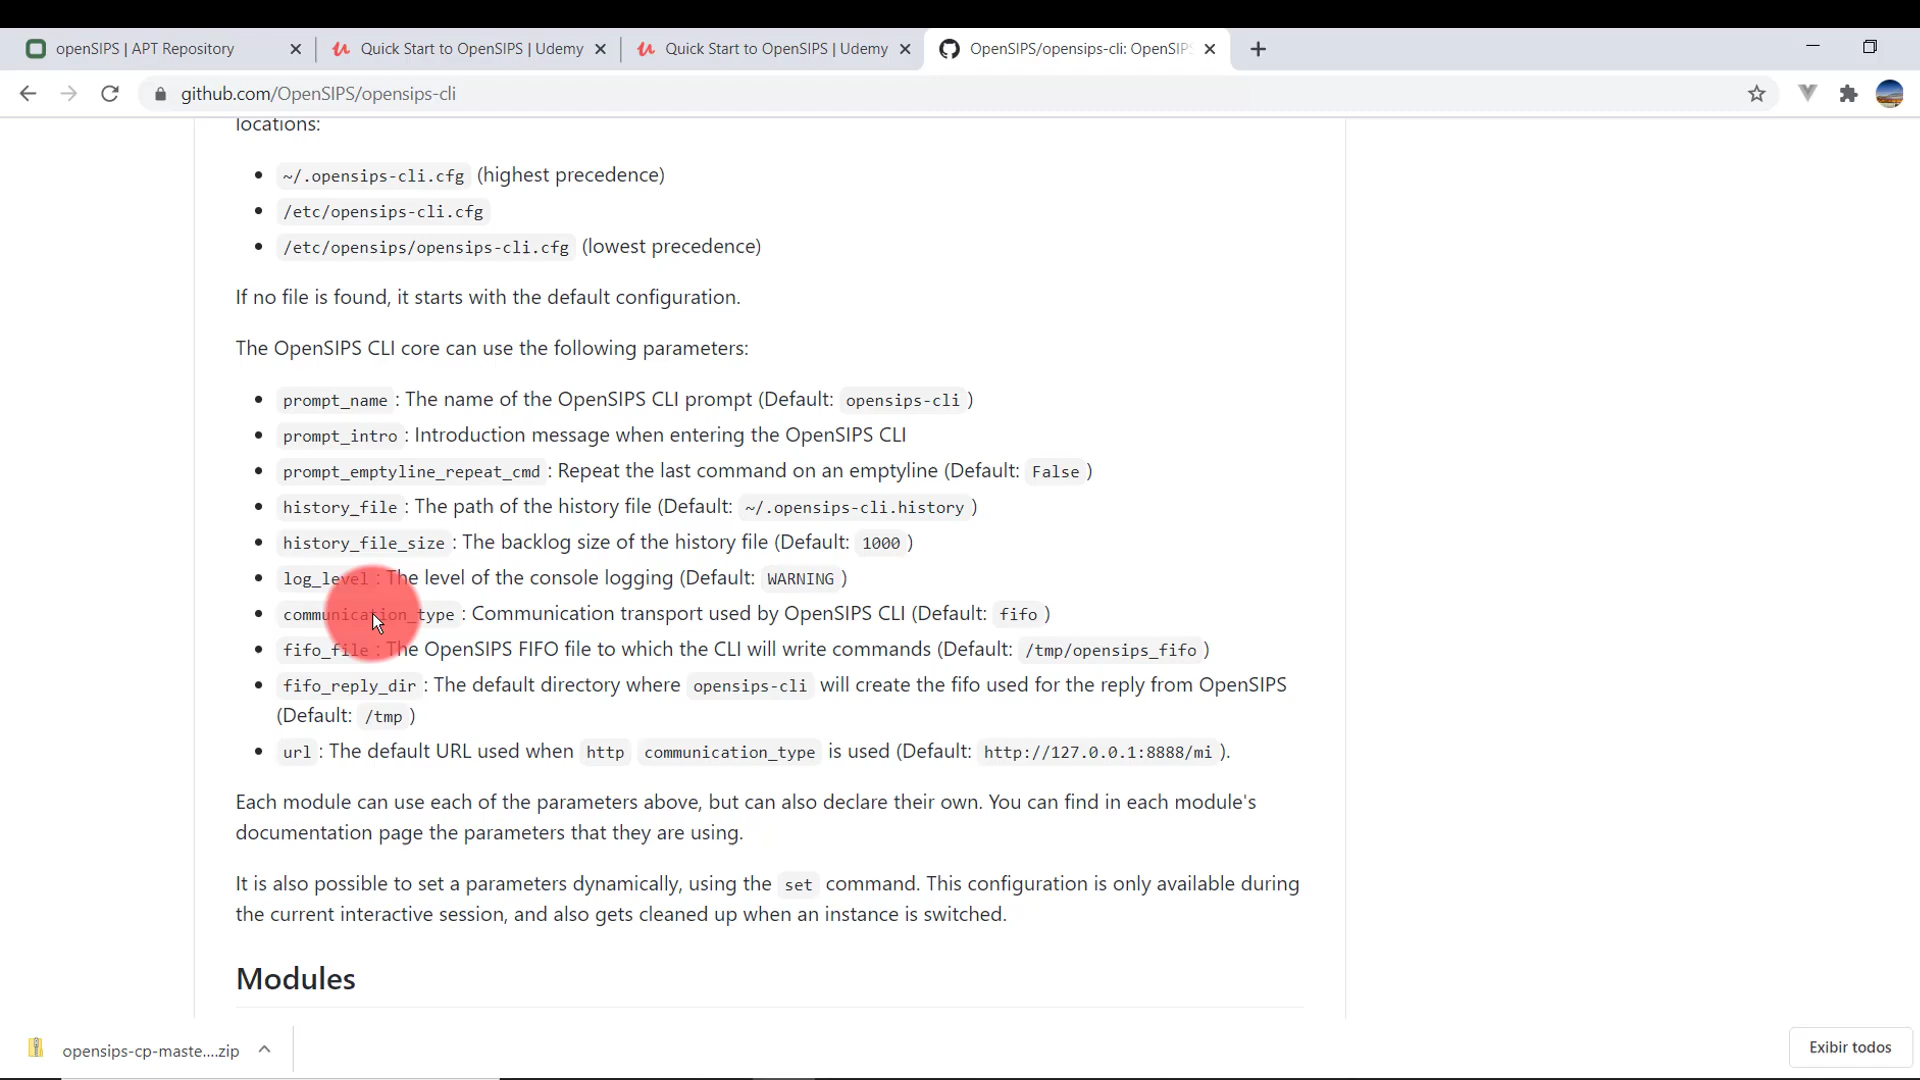 openSIPS | APT Repository
Quick Start to OpenSIPS | Udemy
Quick Start to OpenSIPS | Udemy
OpenSIPS/opensips-cli: OpenSIPS
github.com/OpenSIPS/opensips-cli
locations:
~/.opensips-cli.cfg (highest precedence)
/etc/opensips-cli.cfg
/etc/opensips/opensips-cli.cfg (lowest precedence)
If no file is found, it starts with the default configuration.
The OpenSIPS CLI core can use the following parameters:
prompt_name : The name of the OpenSIPS CLI prompt (Default: opensips-cli )
prompt_intro : Introduction message when entering the OpenSIPS CLI
prompt_emptyline_repeat_cmd : Repeat the last command on an emptyline (Default: False )
history_file : The path of the history file (Default: ~/.opensips-cli.history )
history_file_size : The backlog size of the history file (Default: 1000 )
log_level : The level of the console logging (Default: WARNING )
communication_type : Communication transport used by OpenSIPS CLI (Default: fifo )
fifo_file : The OpenSIPS FIFO file to which the CLI will write commands (Default: /tmp/opensips_fifo )
fifo_reply_dir : The default directory where opensips-cli will create the fifo used for the reply from OpenSIPS
(Default: /tmp )
url : The default URL used when http communication_type is used (Default: http://127.0.0.1:8888/mi ).
Each module can use each of the parameters above, but can also declare their own. You can find in each module's
documentation page the parameters that they are using.
It is also possible to set a parameters dynamically, using the set command. This configuration is only available during
the current interactive session, and also gets cleaned up when an instance is switched.
Modules
opensips-cp-maste....zip
Exibir todos